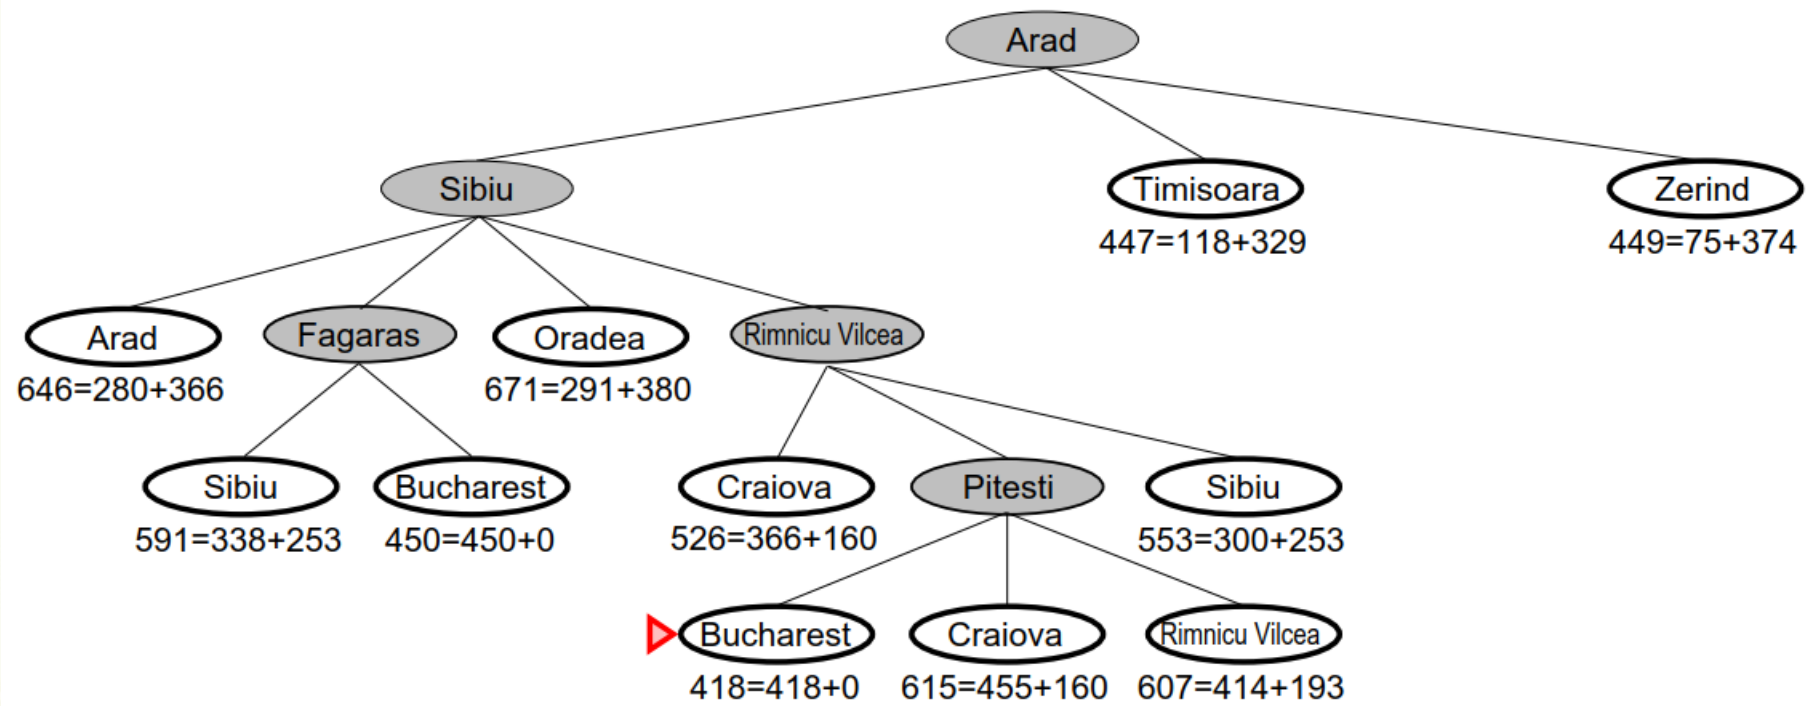 Arad
Sibiu
Timisoara
Zerind
447=118+329
449=75+374
Arad
Fagaras
Oradea
Rimnicu Vilcea
646=280+366
671=291+380
Sibiu
Bucharest
Craiova
Pitesti
Sibiu
591=338+253
450=450+0
526=366+160
553=300+253
Bucharest
Craiova
Rimnicu Vilcea
418=418+0
615=455+160
607=414+193